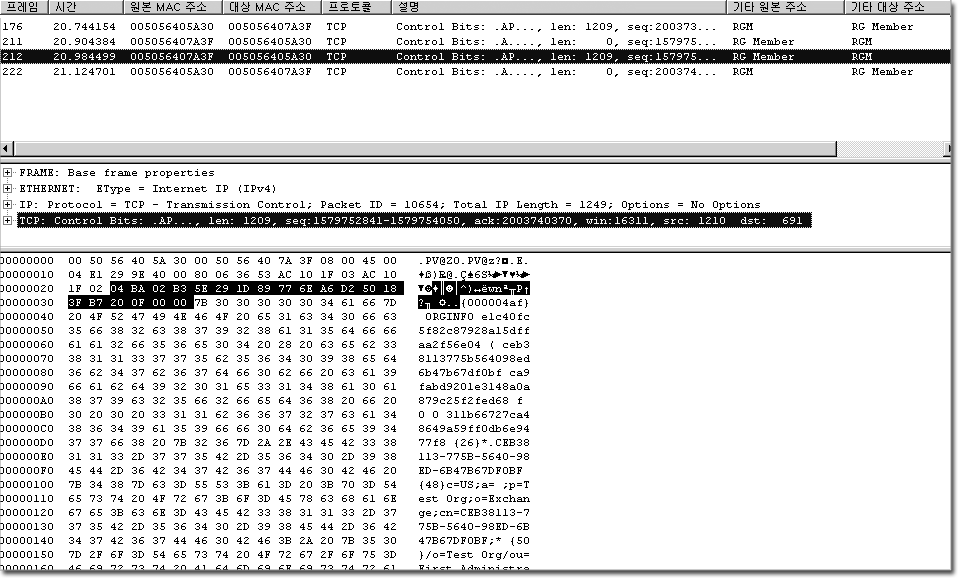 프레임 시간 원본 MAC 주소 대상 MAC 주소 프로토콜 설명 기타 원본 주소 기타 대상 주소
176 20.744154 005056405A30 005056407A3F TCP Control Bits: .AP..., len: 1209, seq:200373... RGM RG Member
211 20.904384 005056407A3F 005056405A30 TCP Control Bits: .A...., len: 0, seq:157975... RG Member RGM
212 20.984499 005056407A3F 005056405A30 TCP Control Bits: .AP..., len: 1209, seq:157975... RG Member RGM
222 21.124701 005056405A30 005056407A3F TCP Control Bits: .A...., len: 0, seq:200374... RGM RG Member
FRAME: Base frame properties
ETHERNET: EType = Internet IP (IPv4)
IP: Protocol = TCP - Transmission Control; Packet ID = 10654; Total IP Length = 1249; Options = No Options
TCP: Control Bits: .AP..., len: 1209, seq:1579752841-1579754050, ack:2003740370, win:16311, src: 1210 dst: 691
00000000 00 50 56 40 5A 30 00 50 56 40 7A 3F 08 00 45 00 .PV@Z0.PV@z?◘.E.
00000010 04 E1 29 9E 40 00 80 06 36 53 AC 10 1F 03 AC 10
00000020 1F 02 04 BA 02 B3 5E 29 1D 89 77 6E A6 D2 50 18
00000030 3F B7 20 0F 00 00 7B 30 30 30 30 30 34 61 66 7D {000004af}
00000040 20 4F 52 47 49 4E 46 4F 20 65 31 63 34 30 66 63 ORGINFO e1c40fc
00000050 35 66 38 32 63 38 37 39 32 38 61 31 35 64 66 66 5f82c87928a15dff
00000060 61 61 32 66 35 36 65 30 34 20 28 20 63 65 62 33 aa2f56e04 ( ceb3
00000070 38 31 31 33 37 37 35 62 35 36 34 30 39 38 65 64 8113775b564098ed
00000080 36 62 34 37 62 36 37 64 66 30 62 66 20 63 61 39 6b47b67df0bf ca9
00000090 66 61 62 64 39 32 30 31 65 33 31 34 38 61 30 61 fabd9201e3148a0a
000000A0 38 37 39 63 32 35 66 32 66 65 64 36 38 20 66 20 879c25f2fed68 f
000000B0 30 20 30 20 33 31 31 62 36 36 37 32 37 63 61 34 0 0 311b66727ca4
000000C0 38 36 34 39 61 35 39 66 66 30 64 62 36 65 39 34 8649a59ff0db6e94
000000D0 37 37 66 38 20 7B 32 36 7D 2A 2E 43 45 42 33 38 77f8 {26}*.CEB38
000000E0 31 31 33 2D 37 37 35 42 2D 35 36 34 30 2D 39 38 113-775B-5640-98
000000F0 45 44 2D 36 42 34 37 42 36 37 44 46 30 42 46 20 ED-6B47B67DF0BF
00000100 7B 34 38 7D 63 3D 55 53 3B 61 3D 20 3B 70 3D 54 {48}c=US;a= ;p=T
00000110 65 73 74 20 4F 72 67 3B 6F 3D 45 78 63 68 61 6E est Org;o=Exchan
00000120 67 65 3B 63 6E 3D 43 45 42 33 38 31 31 33 2D 37 ge;cn=CEB38113-7
00000130 37 35 42 2D 35 36 34 30 2D 39 38 45 44 2D 36 42 75B-5640-98ED-6B
00000140 34 37 42 36 37 44 46 30 42 46 3B 2A 20 7B 35 30 47B67DF0BF;* {50
00000150 7D 2F 6F 3D 54 65 73 74 20 4F 72 67 2F 6F 75 3D }/o=Test Org/ou=
00000160 46 69 72 73 74 20 41 64 6D 69 6E 69 73 74 72 61 First Administra